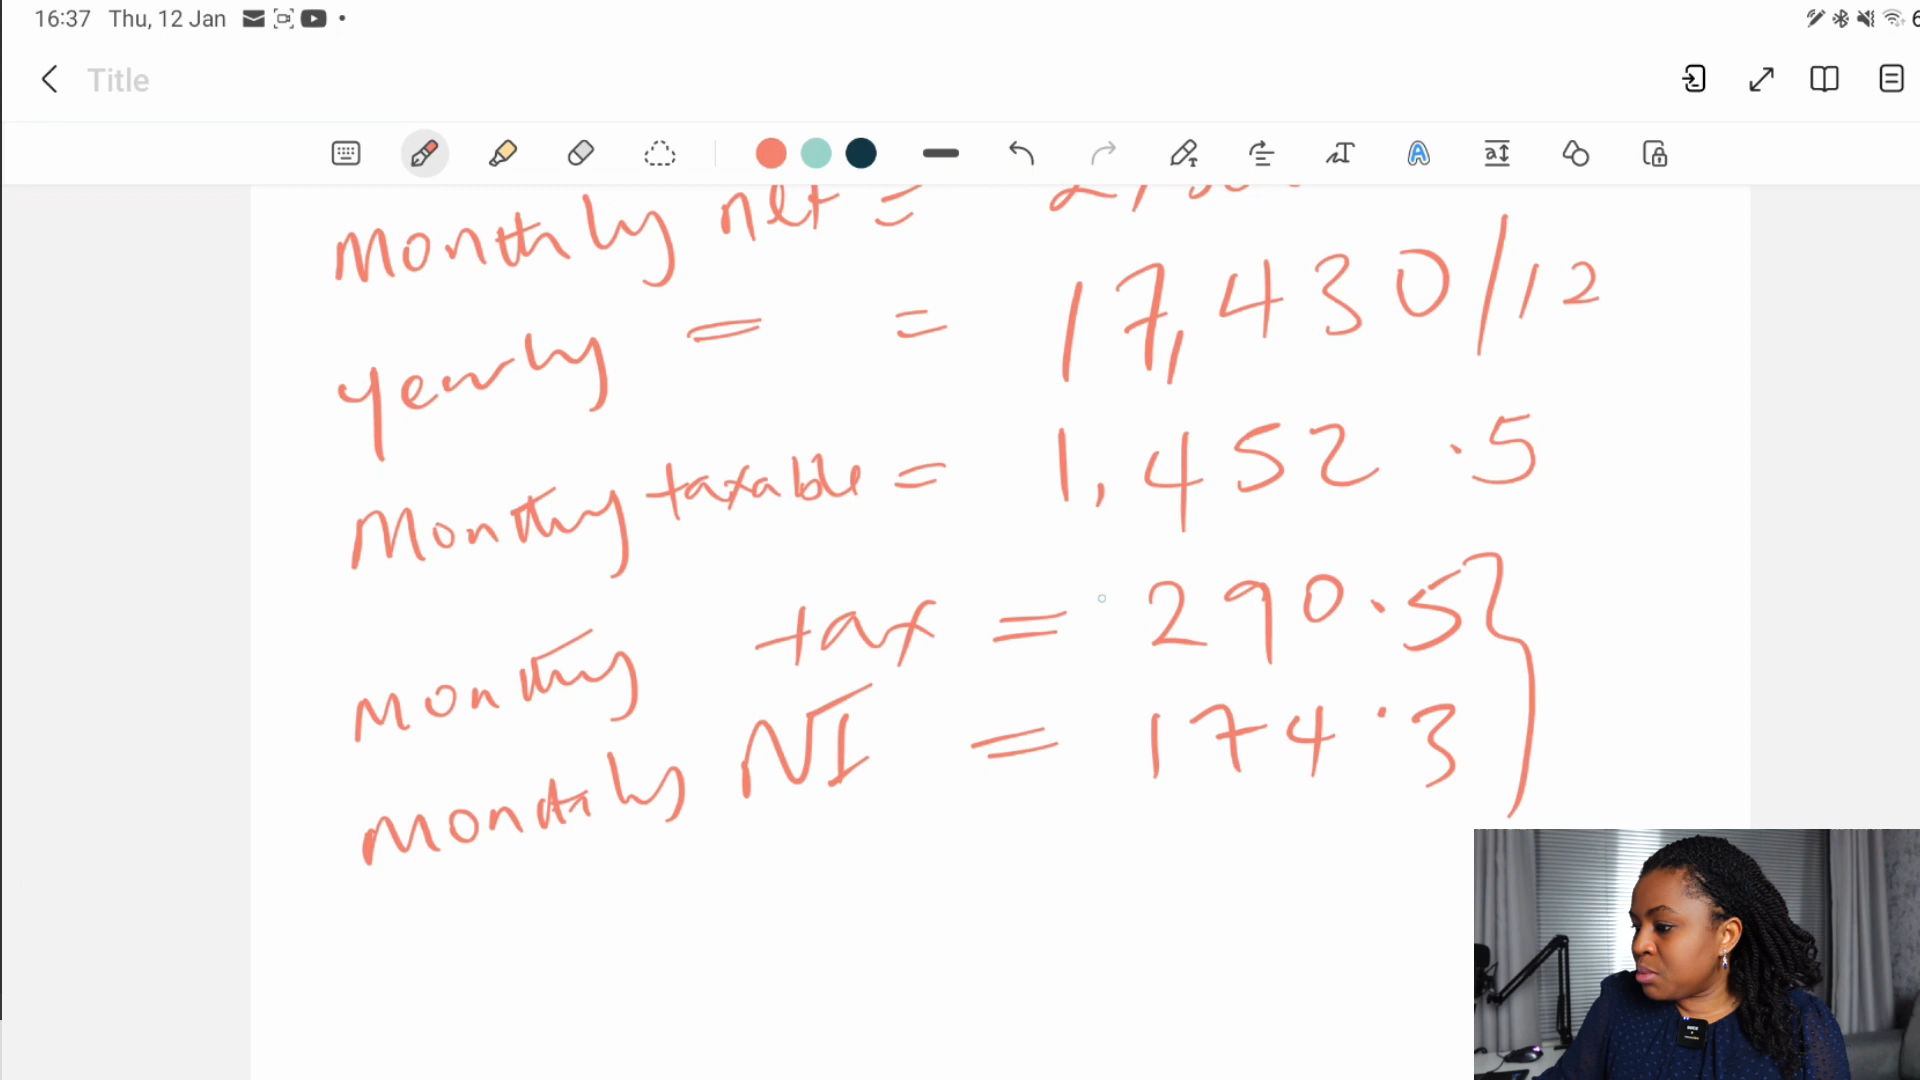 16:37 Thu, 12 Jan
Title
Monthly net =
yearly = = 17,430/12
Monthly taxable = 1,452.5
Monthly tax = 290.5
Monthly NI = 174.3